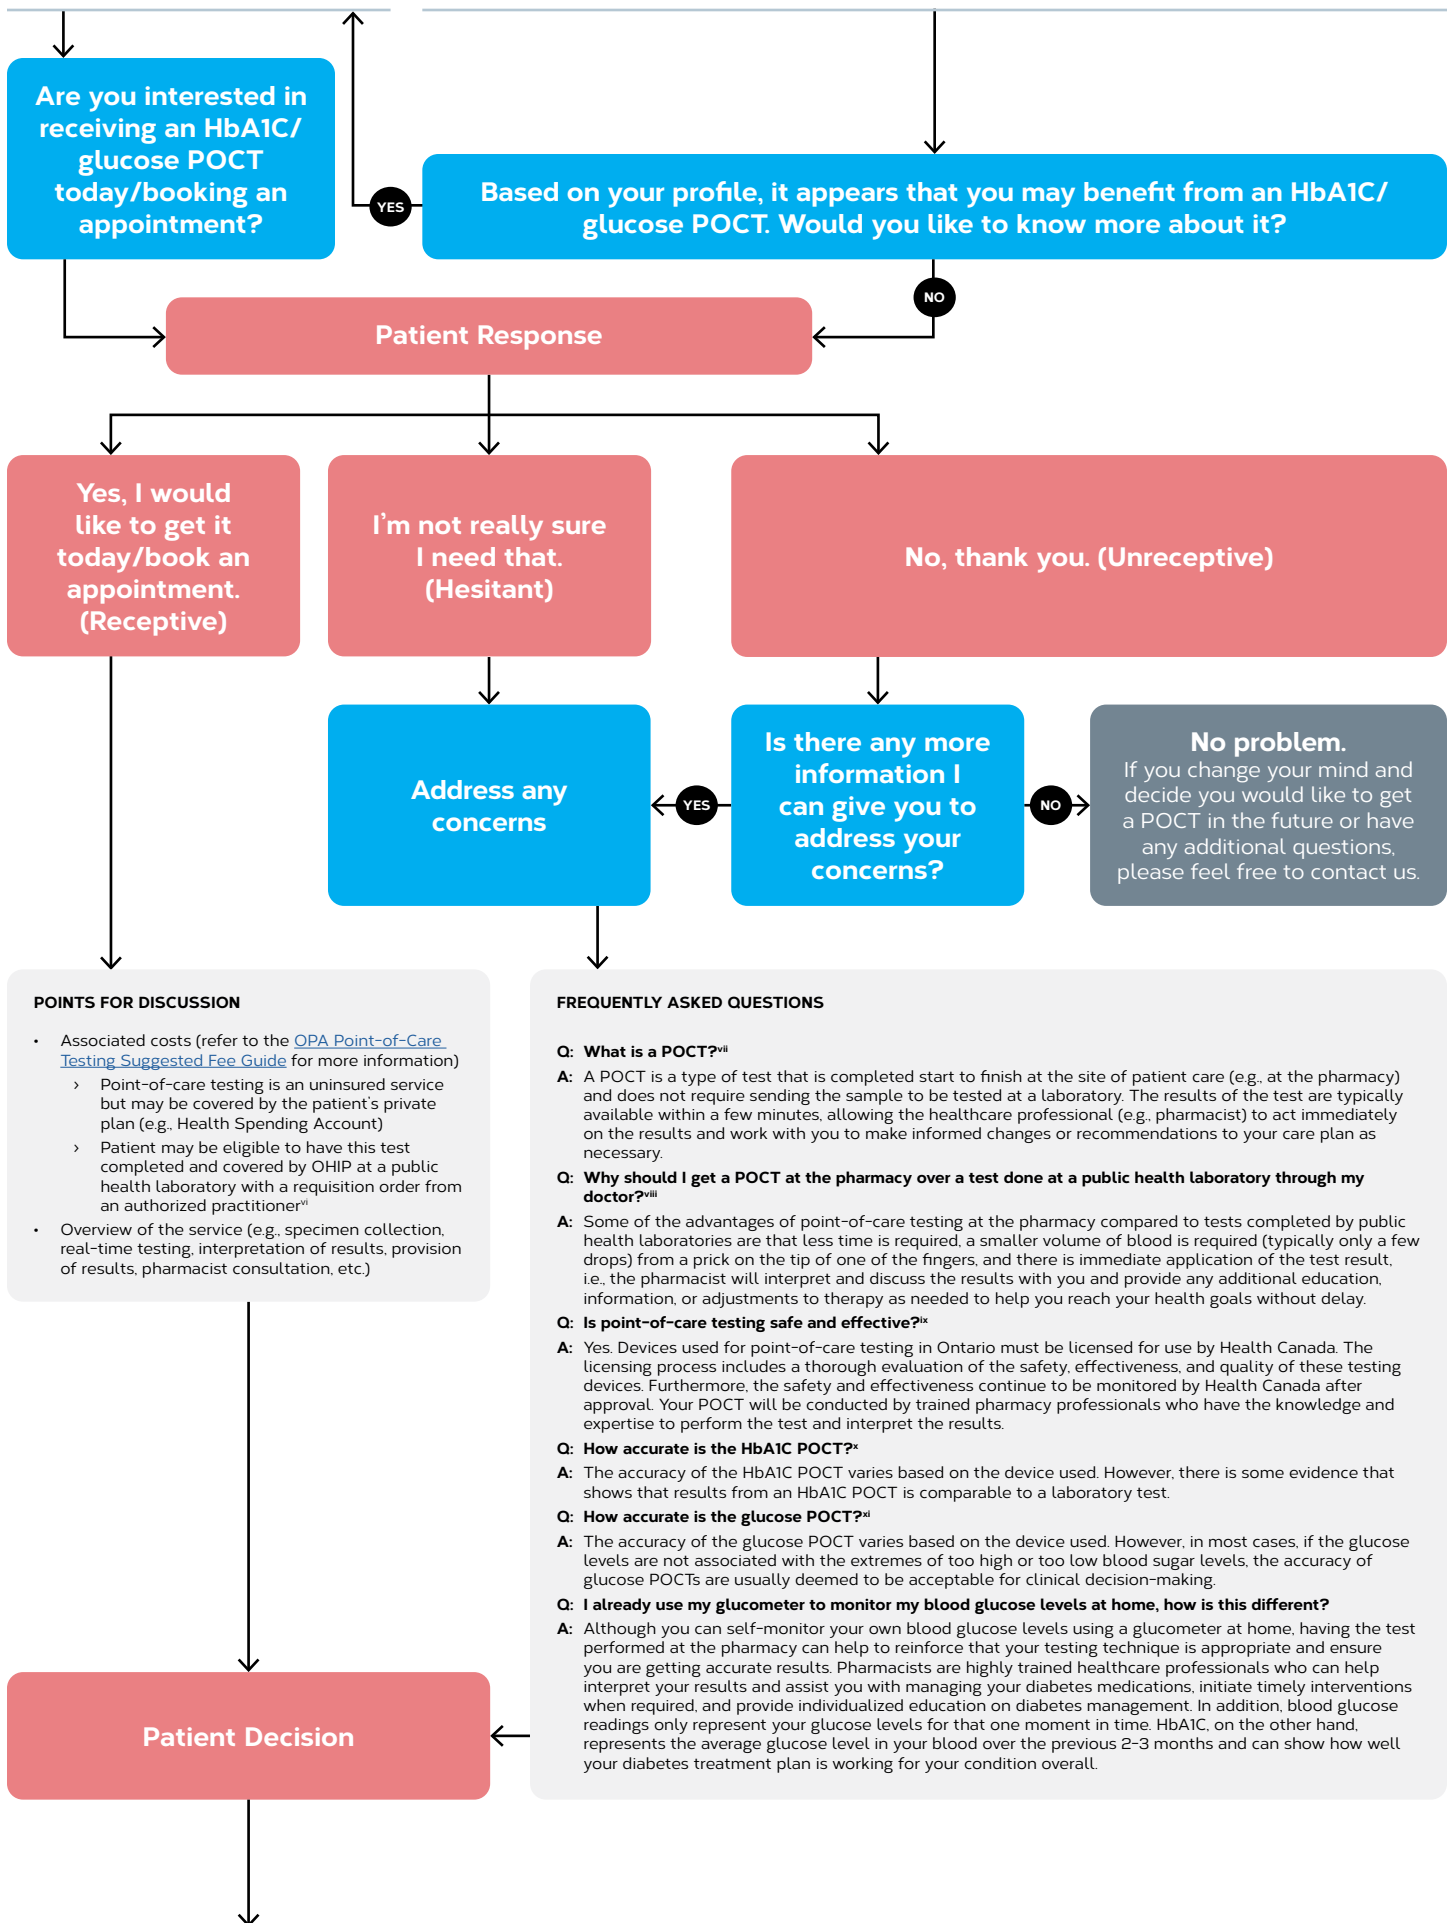 Are you interested in
receiving an HbA1C/
glucose POCT
today/booking an
appointment?
YES
Based on your profile, it appears that you may benefit from an HbA1C/
glucose POCT. Would you like to know more about it?
NO
Patient Response
Yes, I would
like to get it
today/book an
appointment.
(Receptive)
I'm not really sure
I need that.
(Hesitant)
No, thank you. (Unreceptive)
Address any
concerns
YES
Is there any more
information I
can give you to
address your
concerns?
NO
No problem.
If you change your mind and
decide you would like to get
a POCT in the future or have
any additional questions,
please feel free to contact us.
POINTS FOR DISCUSSION
• Associated costs (refer to the OPA Point-of-Care
Testing Suggested Fee Guide for more information)
› Point-of-care testing is an uninsured service
but may be covered by the patient's private
plan (e.g., Health Spending Account)
› Patient may be eligible to have this test
completed and covered by OHIP at a public
health laboratory with a requisition order from
an authorized practitionervi
• Overview of the service (e.g., specimen collection,
real-time testing, interpretation of results, provision
of results, pharmacist consultation, etc.)
FREQUENTLY ASKED QUESTIONS
Q: What is a POCT?vii
A: A POCT is a type of test that is completed start to finish at the site of patient care (e.g., at the pharmacy)
and does not require sending the sample to be tested at a laboratory. The results of the test are typically
available within a few minutes, allowing the healthcare professional (e.g., pharmacist) to act immediately
on the results and work with you to make informed changes or recommendations to your care plan as
necessary.
Q: Why should I get a POCT at the pharmacy over a test done at a public health laboratory through my
doctor?viii
A: Some of the advantages of point-of-care testing at the pharmacy compared to tests completed by public
health laboratories are that less time is required, a smaller volume of blood is required (typically only a few
drops) from a prick on the tip of one of the fingers, and there is immediate application of the test result,
i.e., the pharmacist will interpret and discuss the results with you and provide any additional education,
information, or adjustments to therapy as needed to help you reach your health goals without delay.
Q: Is point-of-care testing safe and effective?ix
A: Yes. Devices used for point-of-care testing in Ontario must be licensed for use by Health Canada. The
licensing process includes a thorough evaluation of the safety, effectiveness, and quality of these testing
devices. Furthermore, the safety and effectiveness continue to be monitored by Health Canada after
approval. Your POCT will be conducted by trained pharmacy professionals who have the knowledge and
expertise to perform the test and interpret the results.
Q: How accurate is the HbA1C POCT?x
A: The accuracy of the HbA1C POCT varies based on the device used. However, there is some evidence that
shows that results from an HbA1C POCT is comparable to a laboratory test.
Q: How accurate is the glucose POCT?xi
A: The accuracy of the glucose POCT varies based on the device used. However, in most cases, if the glucose
levels are not associated with the extremes of too high or too low blood sugar levels, the accuracy of
glucose POCTs are usually deemed to be acceptable for clinical decision-making.
Q: I already use my glucometer to monitor my blood glucose levels at home, how is this different?
A: Although you can self-monitor your own blood glucose levels using a glucometer at home, having the test
performed at the pharmacy can help to reinforce that your testing technique is appropriate and ensure
you are getting accurate results. Pharmacists are highly trained healthcare professionals who can help
interpret your results and assist you with managing your diabetes medications, initiate timely interventions
when required, and provide individualized education on diabetes management. In addition, blood glucose
readings only represent your glucose levels for that one moment in time. HbA1C, on the other hand,
represents the average glucose level in your blood over the previous 2-3 months and can show how well
your diabetes treatment plan is working for your condition overall.
Patient Decision